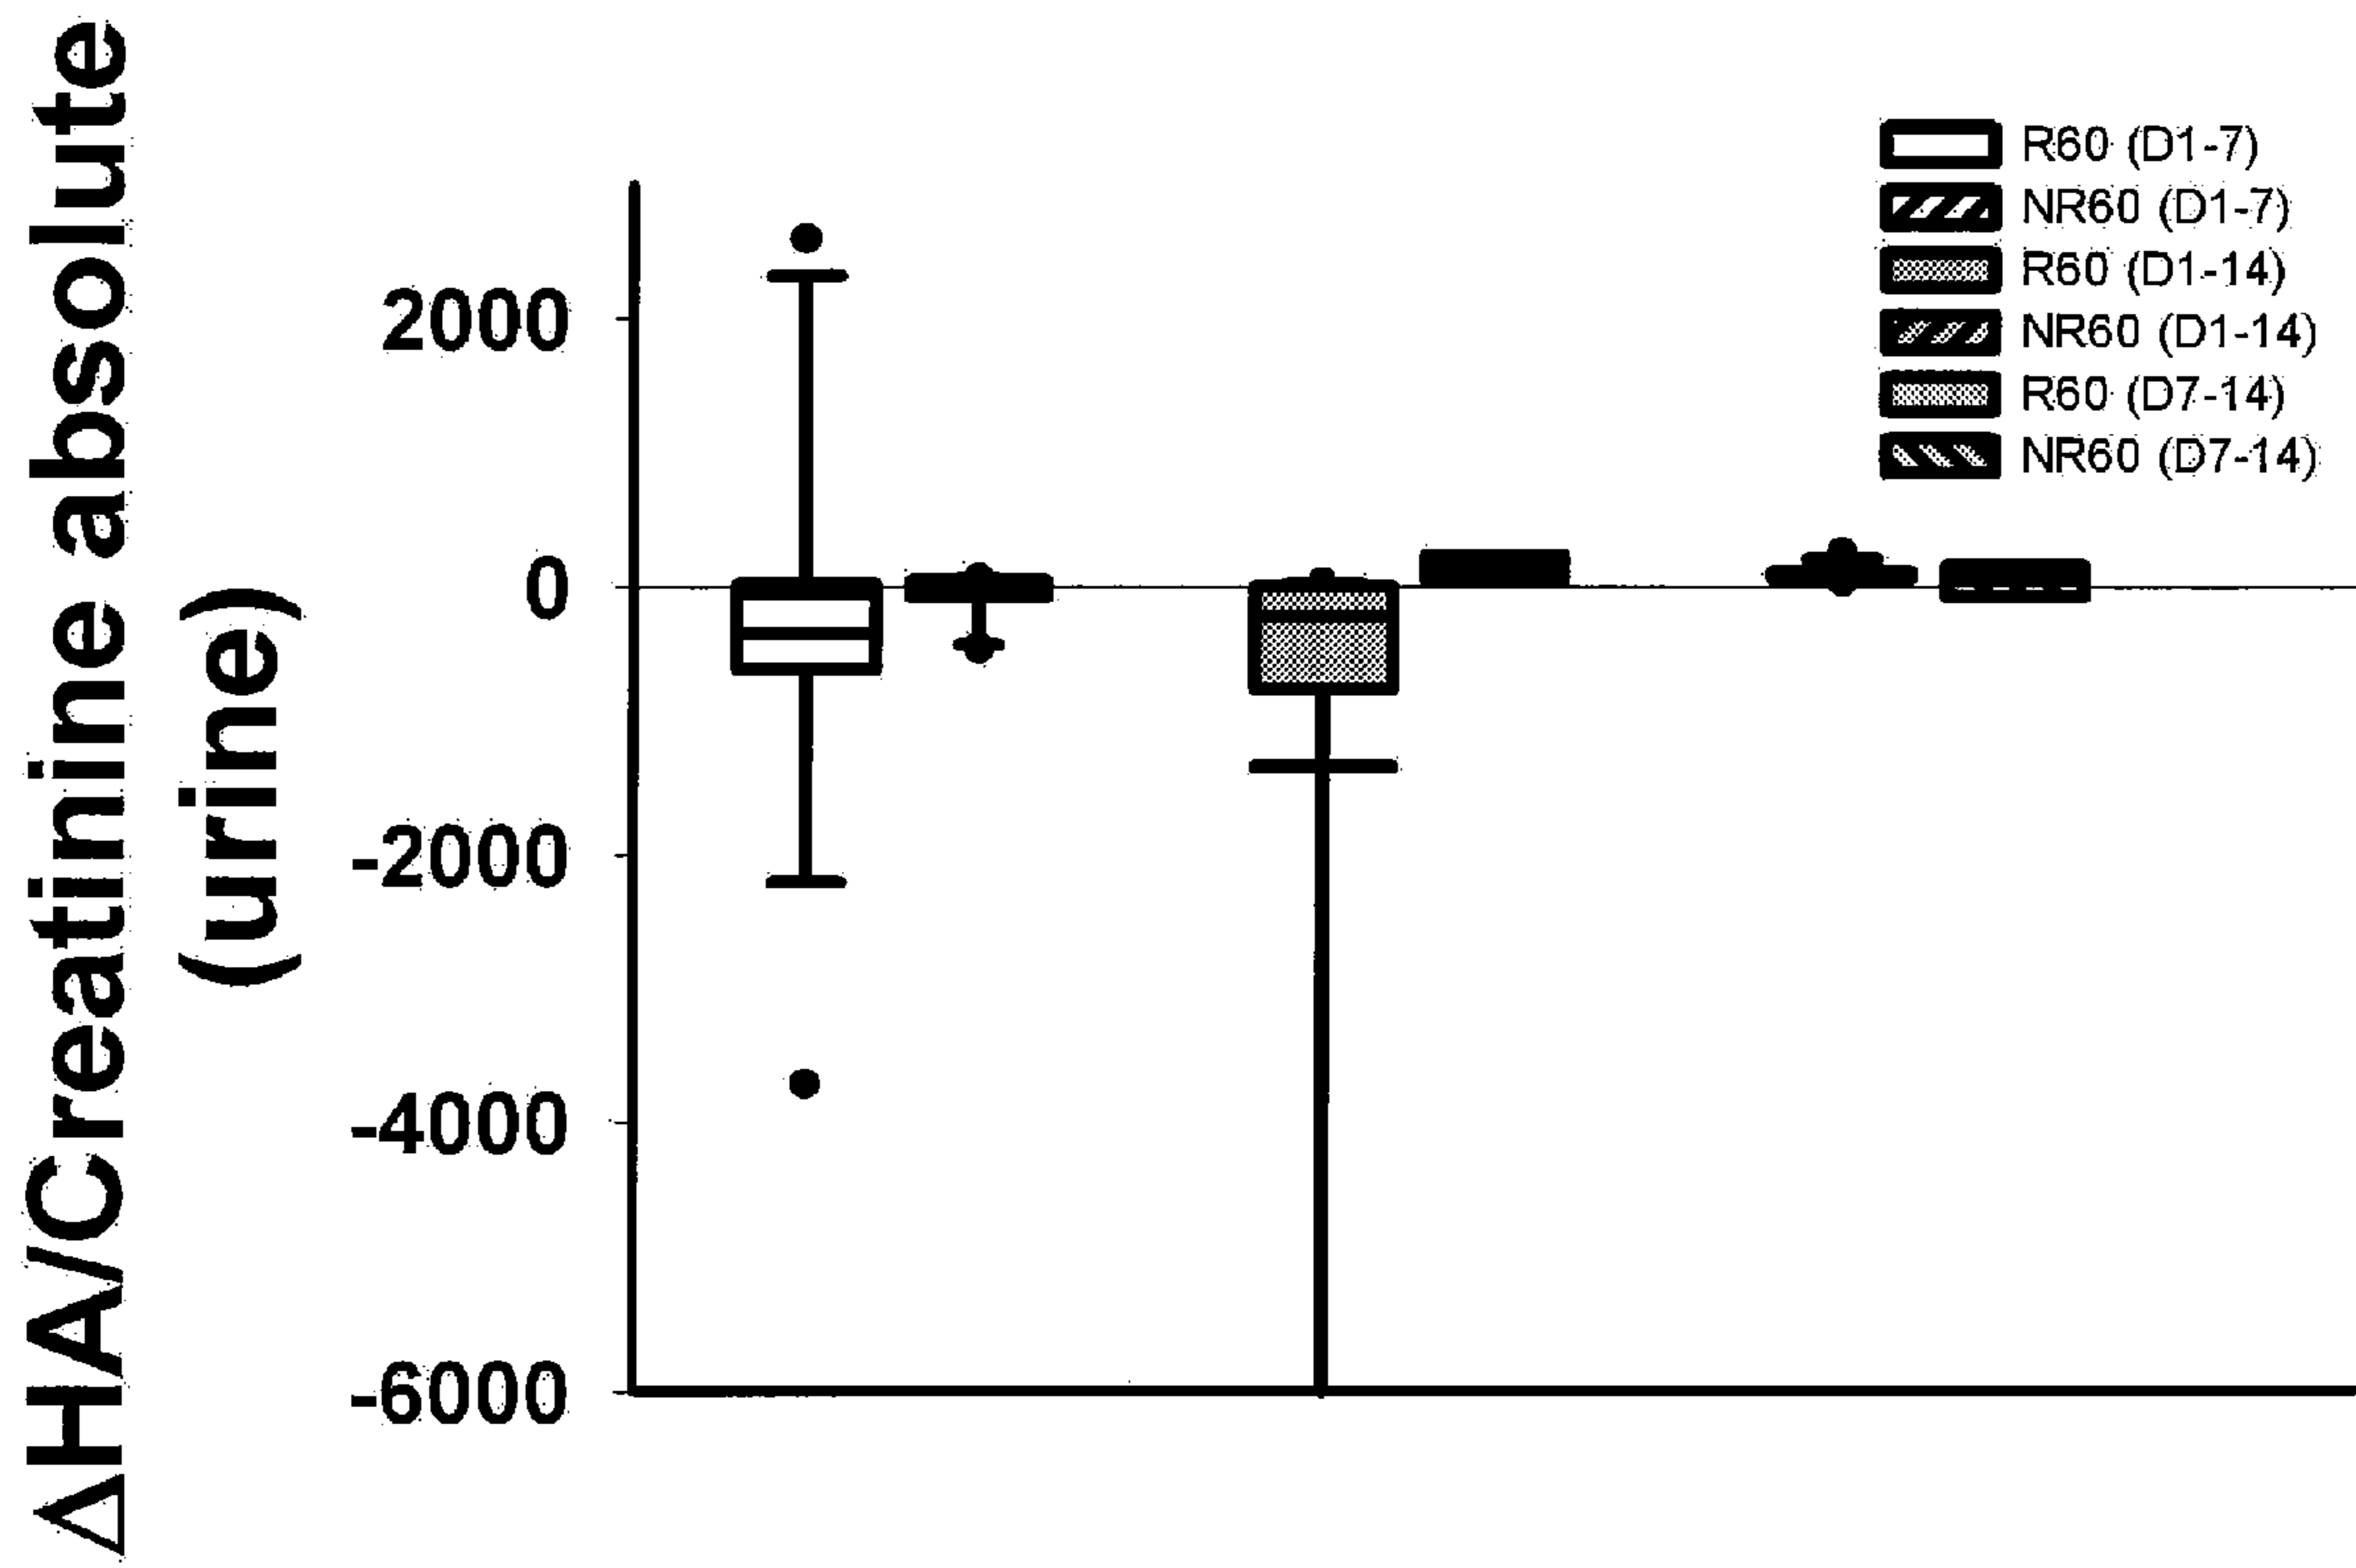 ΔHA/Creatinine absolute
(urine)
2000
0
-2000
-4000
-6000
R60 (D1-7)
NR60 (D1-7)
R60 (D1-14)
NR60 (D1-14)
R60 (D7-14)
NR60 (D7-14)